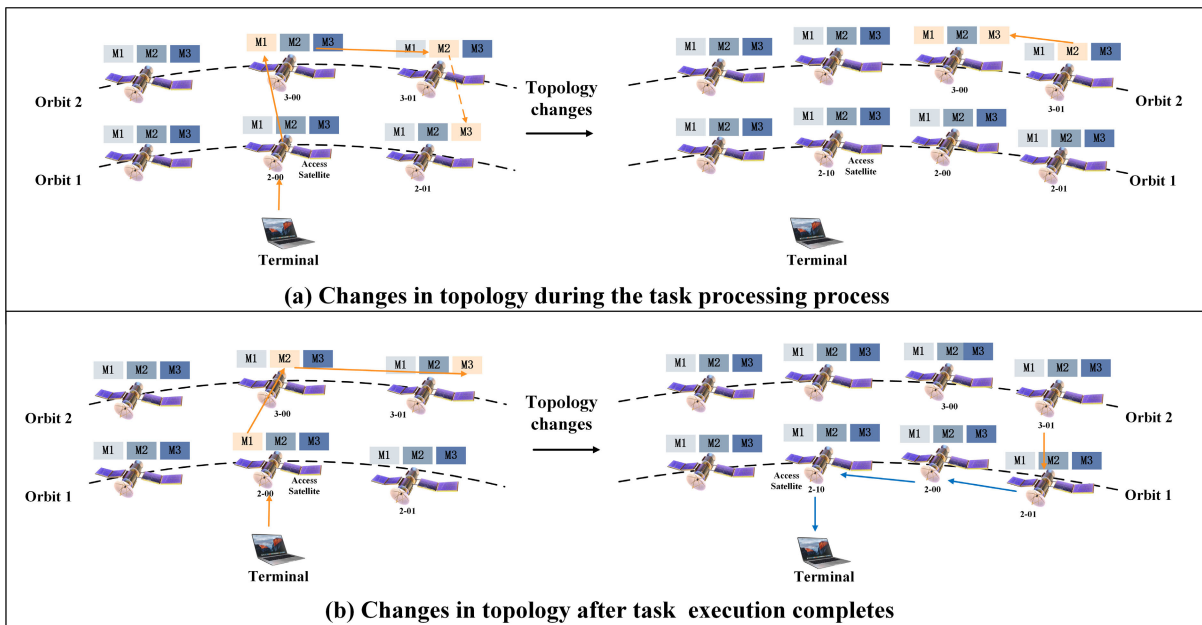 M1 M2 M3 M1 M2 M3 M1 M2 M3
Orbit 2
3-00
3-01
M1 M2 M3 M1 M2 M3 M1 M2 M3
Orbit 1
2-00
Access
Satellite
2-01
Terminal
Topology
changes
M1 M2 M3 M1 M2 M3 M1 M2 M3 M1 M2 M3
3-00
3-01
Orbit 2
M1 M2 M3 M1 M2 M3 M1 M2 M3 M1 M2 M3
2-10
Access
Satellite
2-00
2-01
Orbit 1
Terminal
(a) Changes in topology during the task processing process
M1 M2 M3 M1 M2 M3 M1 M2 M3
Orbit 2
3-00
3-01
M1 M2 M3 M1 M2 M3 M1 M2 M3
Orbit 1
2-00
Access
Satellite
2-01
Terminal
Topology
changes
M1 M2 M3 M1 M2 M3 M1 M2 M3 M1 M2 M3
3-00
3-01
Orbit 2
M1 M2 M3 M1 M2 M3 M1 M2 M3 M1 M2 M3
Access
Satellite
2-10
2-00
2-01
Orbit 1
Terminal
(b) Changes in topology after task execution completes